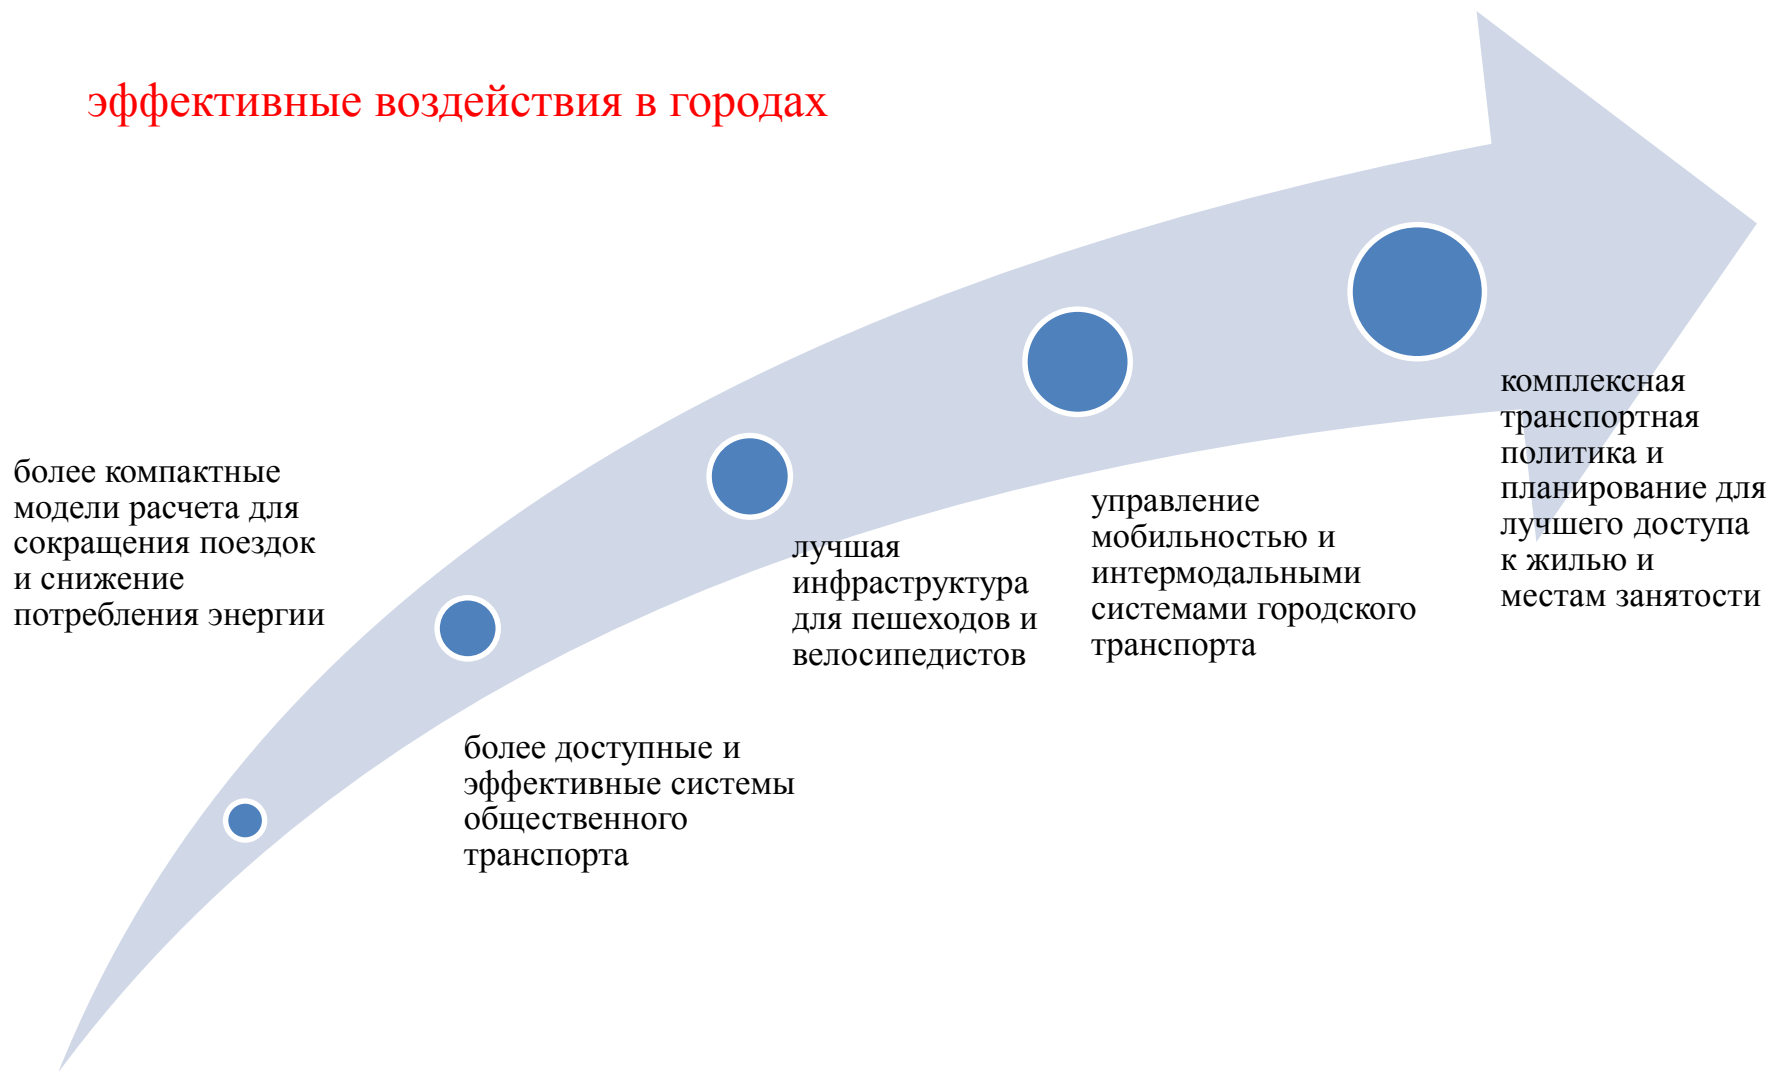 эффективные воздействия в городах
более компактные
модели расчета для
сокращения поездок
и снижение
потребления энергии
более доступные и
эффективные системы
общественного
транспорта
лучшая
инфраструктура
для пешеходов и
велосипедистов
управление
мобильностью и
интермодальными
системами городского
транспорта
комплексная
транспортная
политика и
планирование для
лучшего доступа
к жилью и
местам занятости